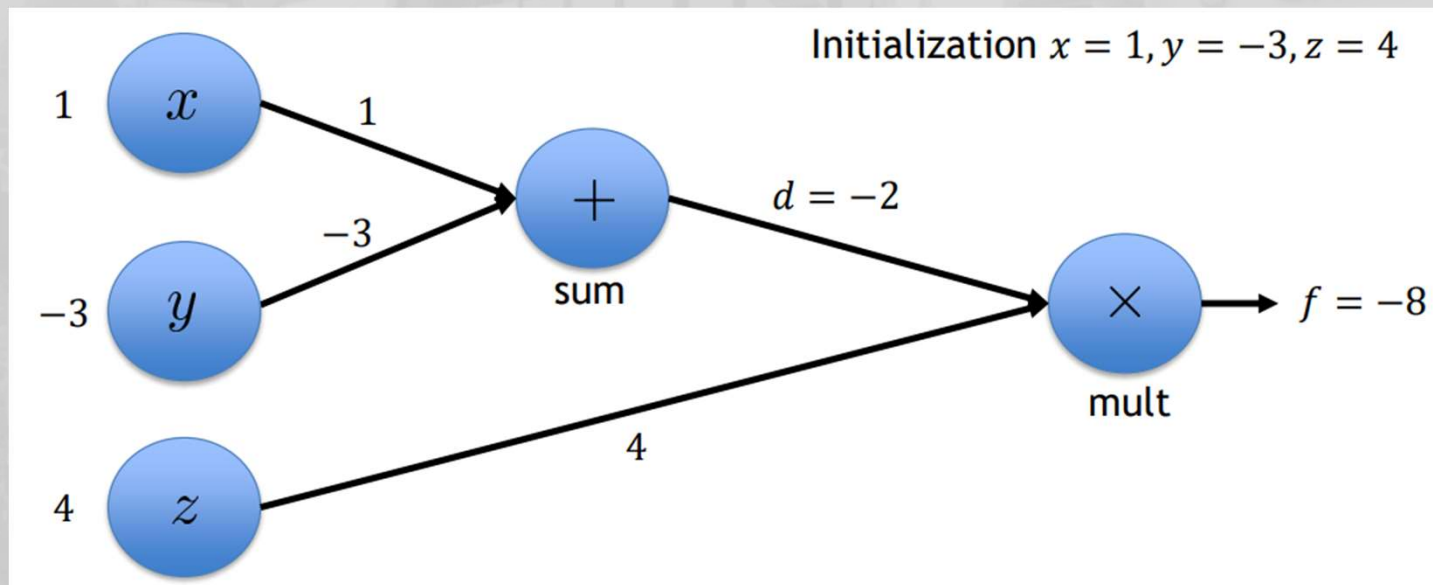 Initialization x = 1, y = −3, z = 4
1
x
1
−3
y
−3
+
sum
d = −2
×
mult
f = −8
4
z
4